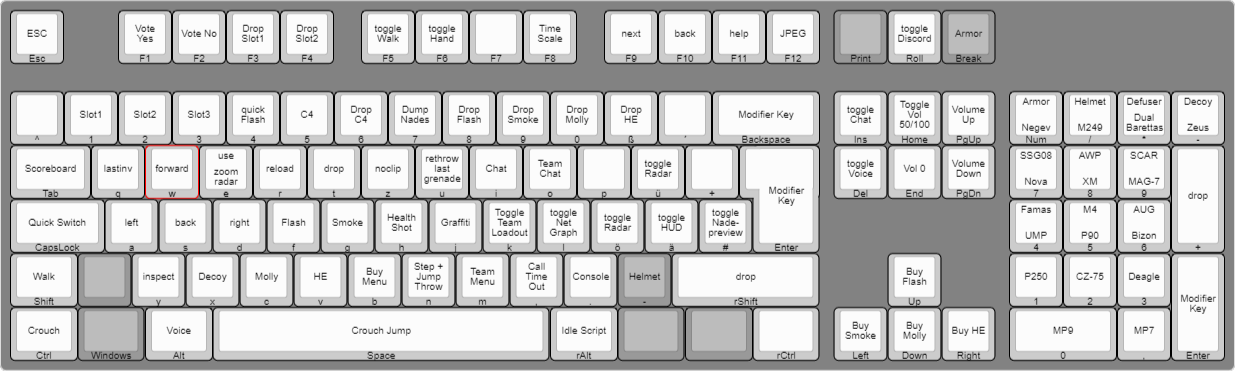 ESC
Esc
Vote
Yes
F1
Vote No
F2
Drop
Slot1
F3
Drop
Slot2
F4
toggle
Walk
F5
toggle
Hand
F6
F7
Time
Scale
F8
next
F9
back
F10
help
F11
JPEG
F12
Print
toggle
Discord
Roll
Armor
Break
^
Slot1
1
Slot2
2
Slot3
3
quick
Flash
4
C4
5
Drop
C4
6
Dump
Nades
7
Drop
Flash
8
Drop
Smoke
9
Drop
Molly
0
Drop
HE
ß
´
Modifier Key
Backspace
toggle
Chat
Ins
Toggle
Vol
50/100
Home
Volume
Up
PgUp
Armor
Negev
Num
Helmet
M249
/
Defuser
Dual
Barettas
*
Decoy
Zeus
-
Scoreboard
Tab
lastinv
q
forward
w
use
zoom
radar
e
reload
r
drop
t
noclip
z
rethrow
last
grenade
u
Chat
i
Team
Chat
o
p
toggle
Radar
ü
+
Modifier
Key
Enter
toggle
Voice
Del
Vol 0
End
Volume
Down
PgDn
SSG08
Nova
7
AWP
XM
8
SCAR
MAG-7
9
drop
+
Quick Switch
CapsLock
left
a
back
s
right
d
Flash
f
Smoke
g
Health
Shot
h
Graffiti
j
Toggle
Team
Loadout
k
toggle
Net
Graph
l
toggle
Radar
ö
toggle
HUD
ä
toggle
Nade-
preview
#
Famas
UMP
4
M4
P90
5
AUG
Bizon
6
Walk
Shift
inspect
y
Decoy
x
Molly
c
HE
v
Buy
Menu
b
Step +
Jump
Throw
n
Team
Menu
m
Call
Time
Out
,
Console
.
Helmet
-
drop
rShift
Buy
Flash
Up
P250
1
CZ-75
2
Deagle
3
Modifier
Key
Enter
Crouch
Ctrl
Windows
Voice
Alt
Crouch Jump
Space
Idle Script
rAlt
rCtrl
Buy
Smoke
Left
Buy
Molly
Down
Buy HE
Right
MP9
0
MP7
,